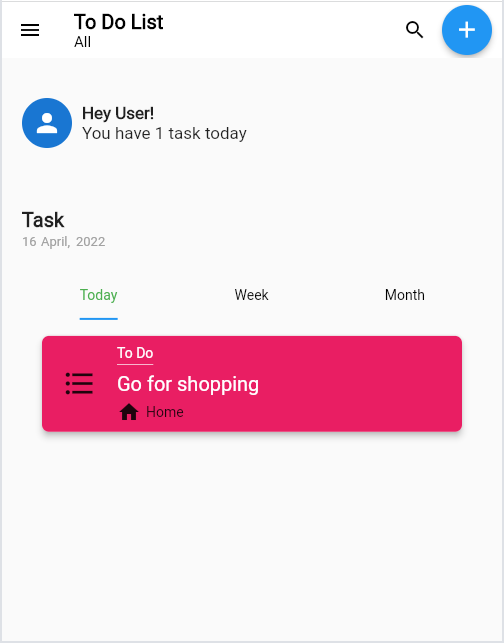 To Do List
All
Hey User!
You have 1 task today
Task
16 April, 2022
Today Week Month
To Do
Go for shopping
Home